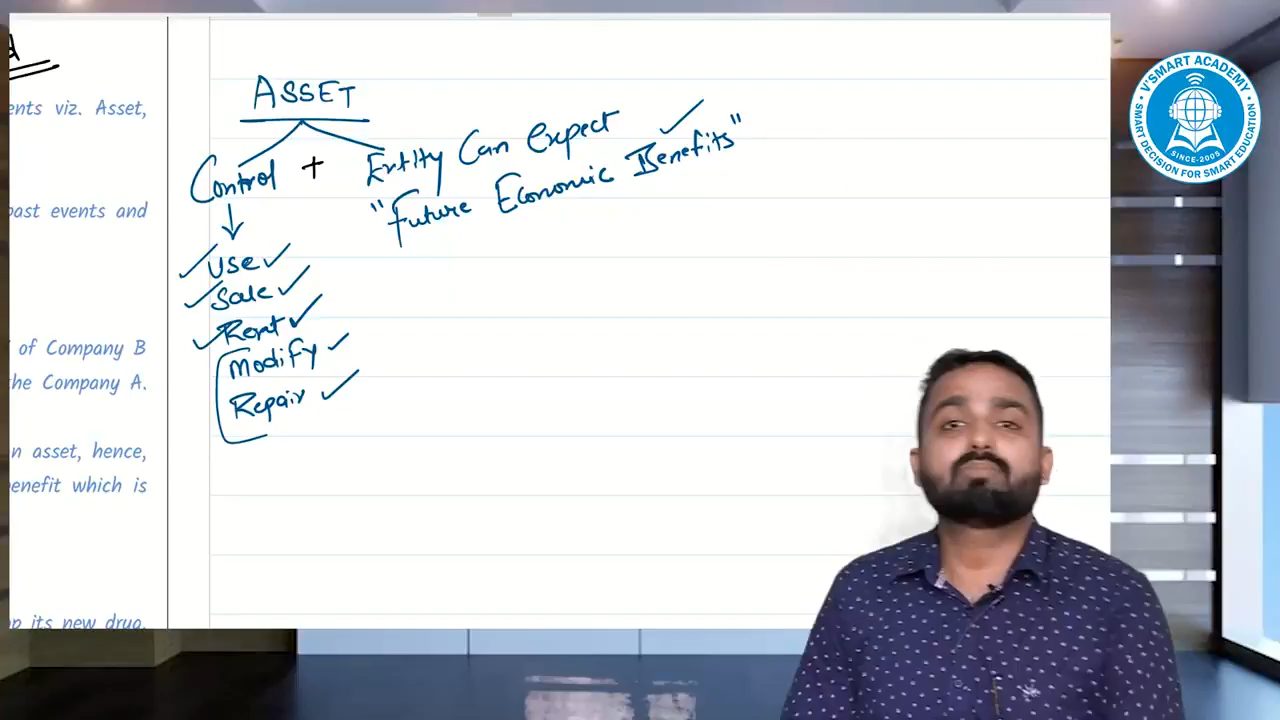 ents viz. Asset,
past events and
of Company B
the Company A.
n asset, hence,
benefit which is
op its new drug,
ASSET
Control + Entity Can Expect
"Future Economic Benefits"
Use
Sale
Rent
Modify
Repair
V'SMART ACADEMY
SINCE-2005
SMART DECISION FOR SMART EDUCATION